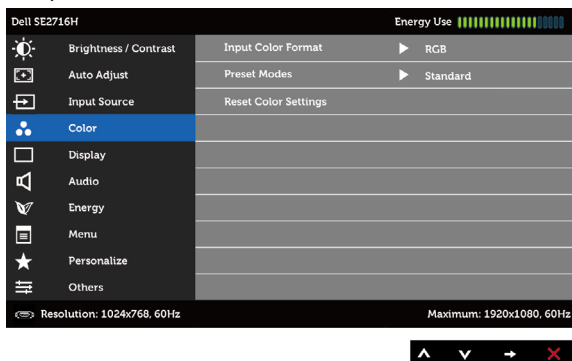 Dell SE2716H Energy Use
Brightness / Contrast Input Color Format RGB
Auto Adjust Preset Modes Standard
Input Source Reset Color Settings
Color
Display
Audio
Energy
Menu
Personalize
Others
Resolution: 1024x768, 60Hz Maximum: 1920x1080, 60Hz